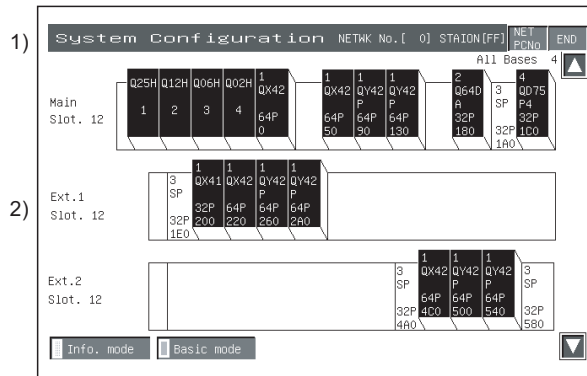 1)
System Configuration NETWK No.[ 0] STAION[FF] NET PCNo END
All Bases 4
Main
Slot. 12
Q25H 1
Q12H 2
Q06H 3
Q02H 4
1 QX42 64P 0
1 QX42 64P 50
1 QY42 P 64P 90
1 QY42 P 64P 130
2 Q64D A 32P 180
3 SP 32P 1A0
4 QD75 P4 32P 1C0
2)
Ext.1
Slot. 12
3 SP 32P 1E0
1 QX41 32P 200
1 QX42 64P 220
1 QY42 P 64P 260
1 QY42 P 64P 2A0
Ext.2
Slot. 12
3 SP 32P 4A0
1 QX42 64P 4C0
1 QY42 P 64P 500
1 QY42 P 64P 540
3 SP 32P 580
Info. mode
Basic mode